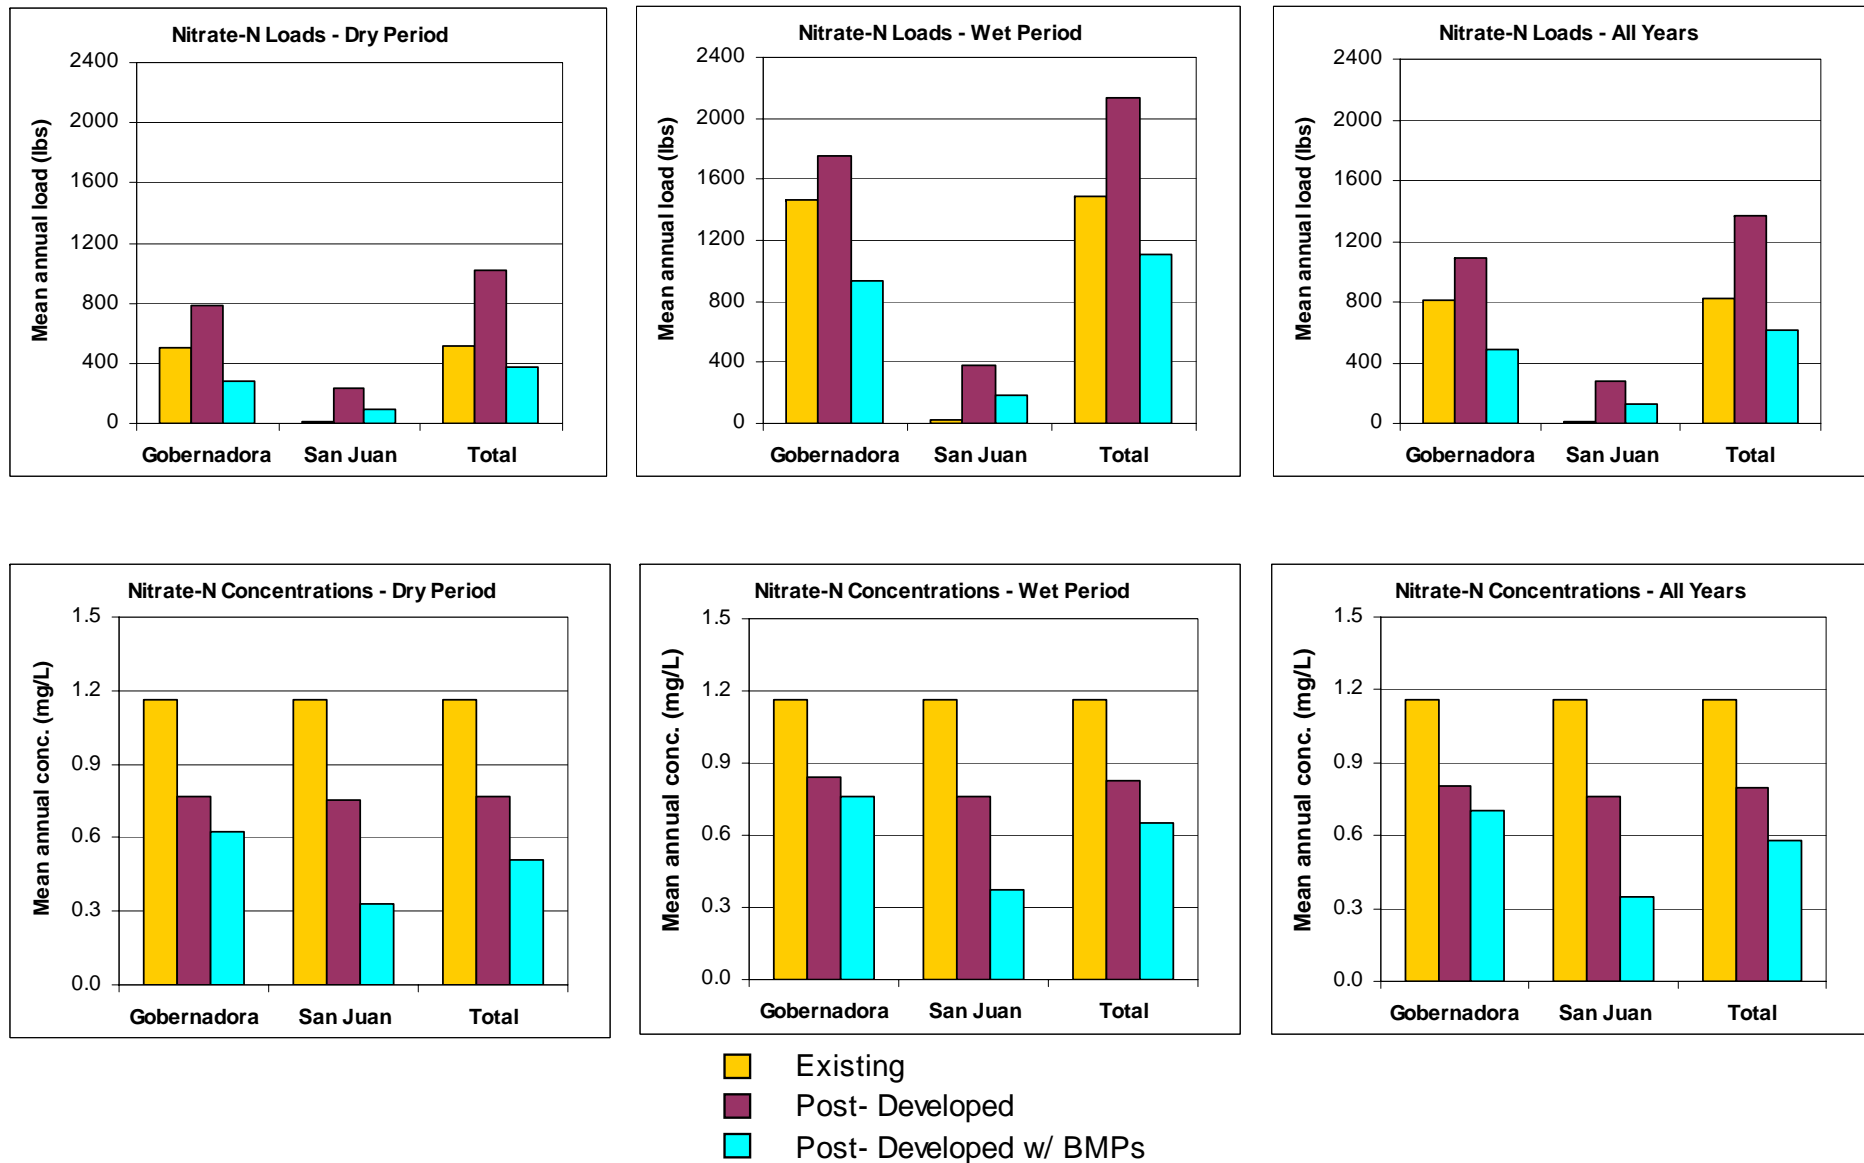 Nitrate-N Loads - Dry Period
Mean annual load (lbs)
2400
2000
1600
1200
800
400
0
Gobernadora San Juan Total
Nitrate-N Loads - Wet Period
Mean annual load (lbs)
2400
2000
1600
1200
800
400
0
Gobernadora San Juan Total
Nitrate-N Loads - All Years
Mean annual load (lbs)
2400
2000
1600
1200
800
400
0
Gobernadora San Juan Total
Nitrate-N Concentrations - Dry Period
Mean annual conc. (mg/L)
1.5
1.2
0.9
0.6
0.3
0.0
Gobernadora San Juan Total
Nitrate-N Concentrations - Wet Period
Mean annual conc. (mg/L)
1.5
1.2
0.9
0.6
0.3
0.0
Gobernadora San Juan Total
Nitrate-N Concentrations - All Years
Mean annual conc. (mg/L)
1.5
1.2
0.9
0.6
0.3
0.0
Gobernadora San Juan Total
Existing
Post- Developed
Post- Developed w/ BMPs